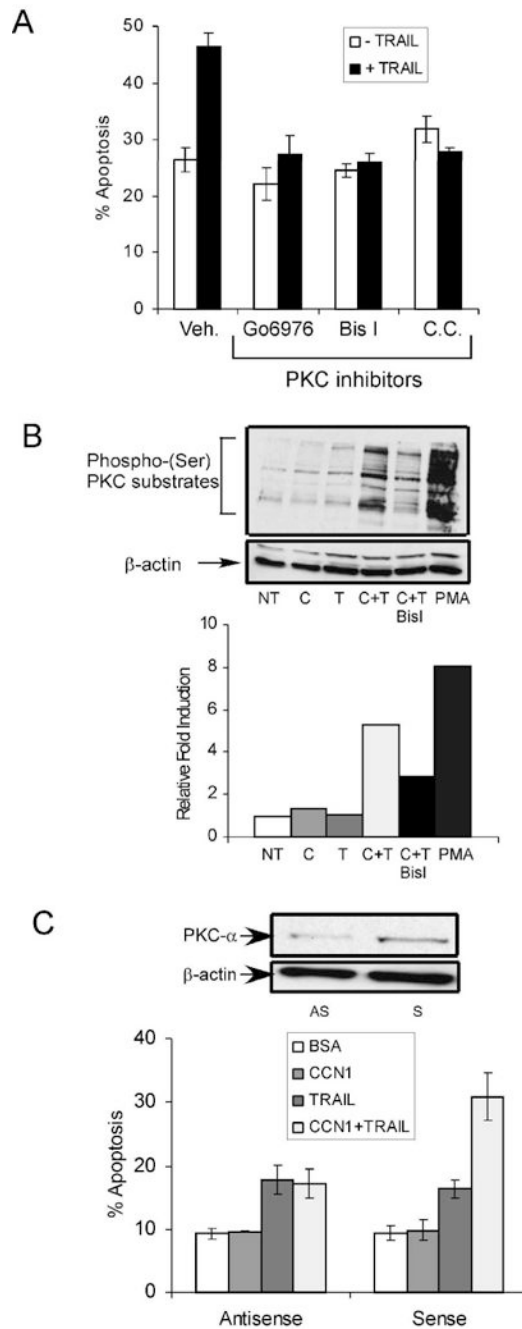 A
% Apoptosis
50
40
30
20
10
0
- TRAIL
+ TRAIL
Veh. Go6976 Bis I C.C.
PKC inhibitors
B
Phospho-(Ser)
PKC substrates
β-actin
NT C T C+T C+T PMA
BisI
Relative Fold Induction
10
8
6
4
2
0
NT C T C+T C+T PMA
BisI
C
PKC-α
β-actin
AS S
% Apoptosis
40
30
20
10
0
BSA
CCN1
TRAIL
CCN1+TRAIL
Antisense Sense